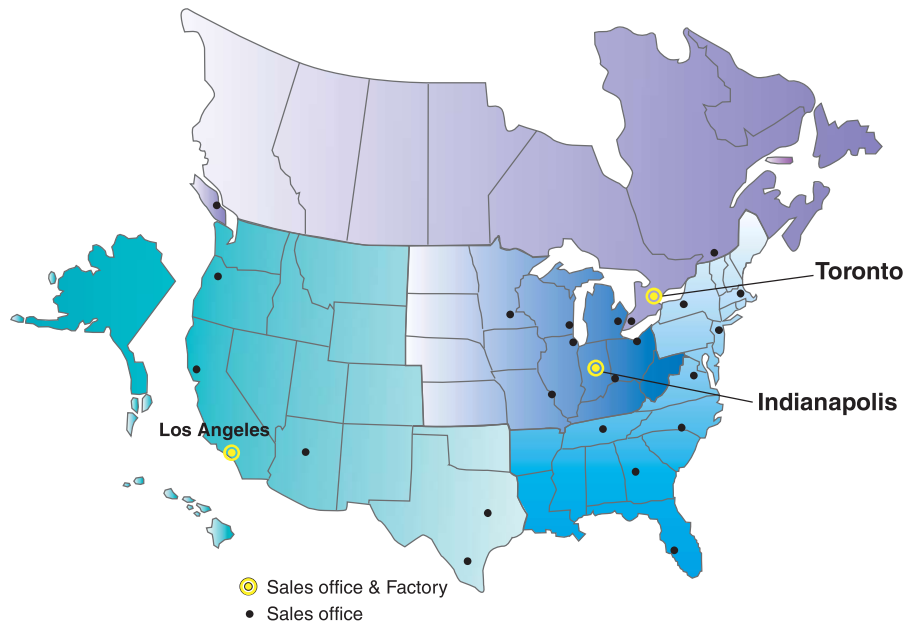 Toronto
Indianapolis
Los Angeles
Sales office & Factory
Sales office